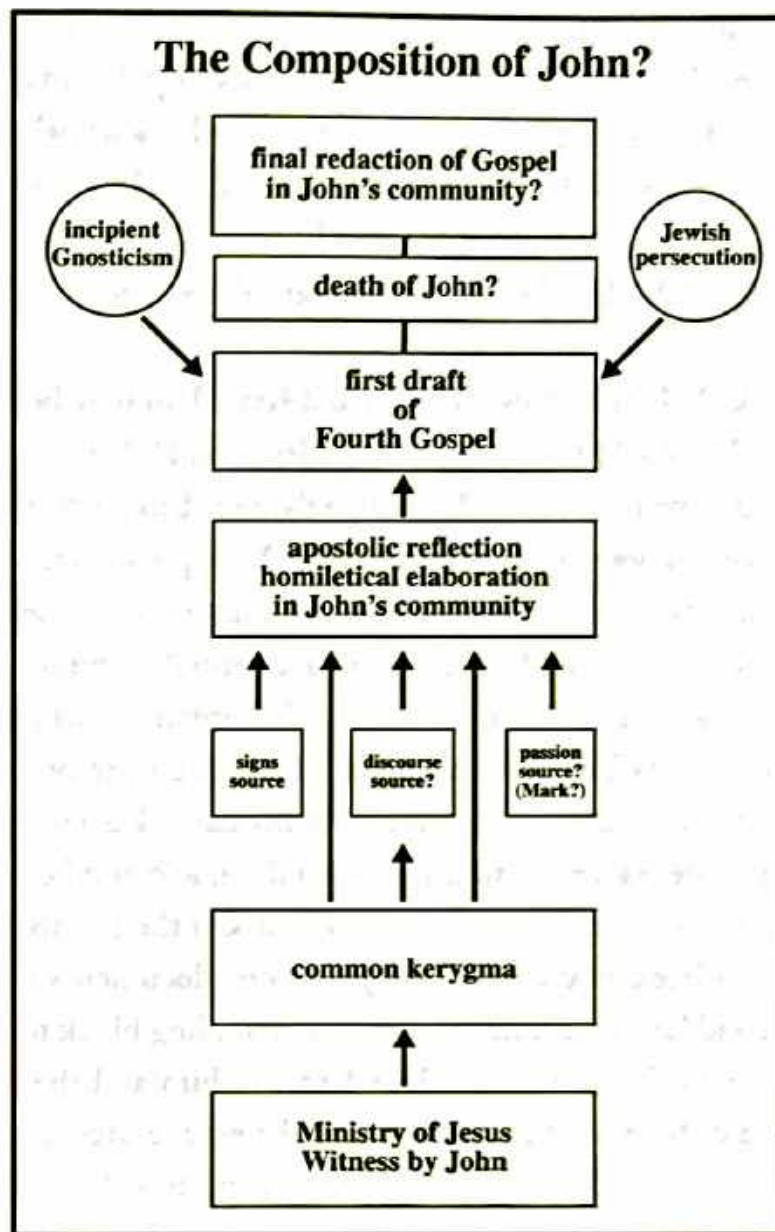 The Composition of John?
final redaction of Gospel
in John's community?
incipient
Gnosticism
Jewish
persecution
death of John?
first draft
of
Fourth Gospel
apostolic reflection
homiletical elaboration
in John's community
signs
source
discourse
source?
passion
source?
(Mark?)
common kerygma
Ministry of Jesus
Witness by John